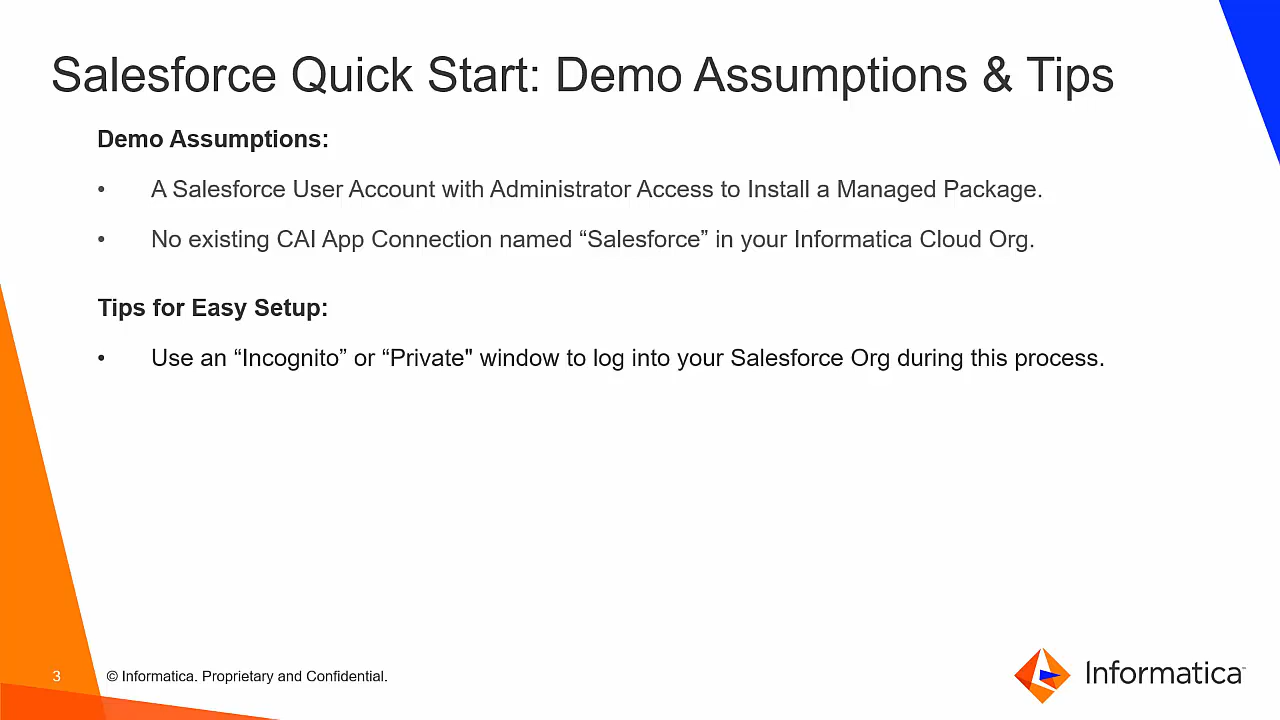 Salesforce Quick Start: Demo Assumptions & Tips
Demo Assumptions:
• A Salesforce User Account with Administrator Access to Install a Managed Package.
• No existing CAI App Connection named “Salesforce” in your Informatica Cloud Org.
Tips for Easy Setup:
• Use an “Incognito” or “Private" window to log into your Salesforce Org during this process.
3 © Informatica. Proprietary and Confidential.
Informatica™